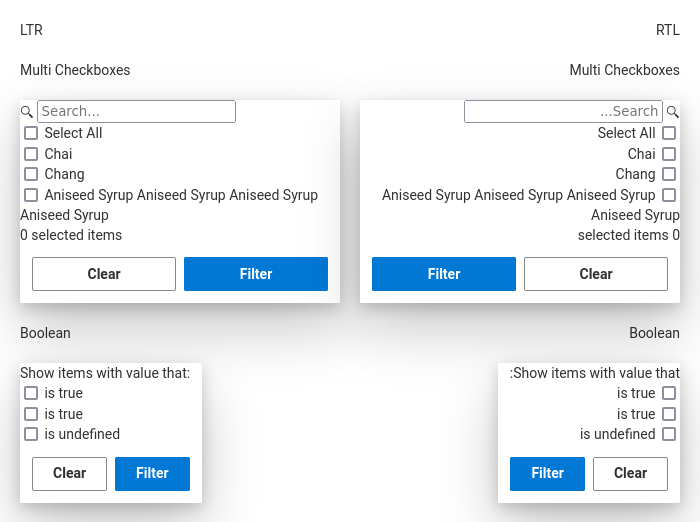 LTR
Multi Checkboxes
Search...
Select All
Chai
Chang
Aniseed Syrup Aniseed Syrup Aniseed Syrup
Aniseed Syrup
0 selected items
Clear Filter
Boolean
Show items with value that:
is true
is true
is undefined
Clear Filter
RTL
Multi Checkboxes
...Search
Select All
Chai
Chang
Aniseed Syrup Aniseed Syrup Aniseed Syrup
Aniseed Syrup
selected items 0
Filter Clear
Boolean
:Show items with value that
is true
is true
is undefined
Filter Clear